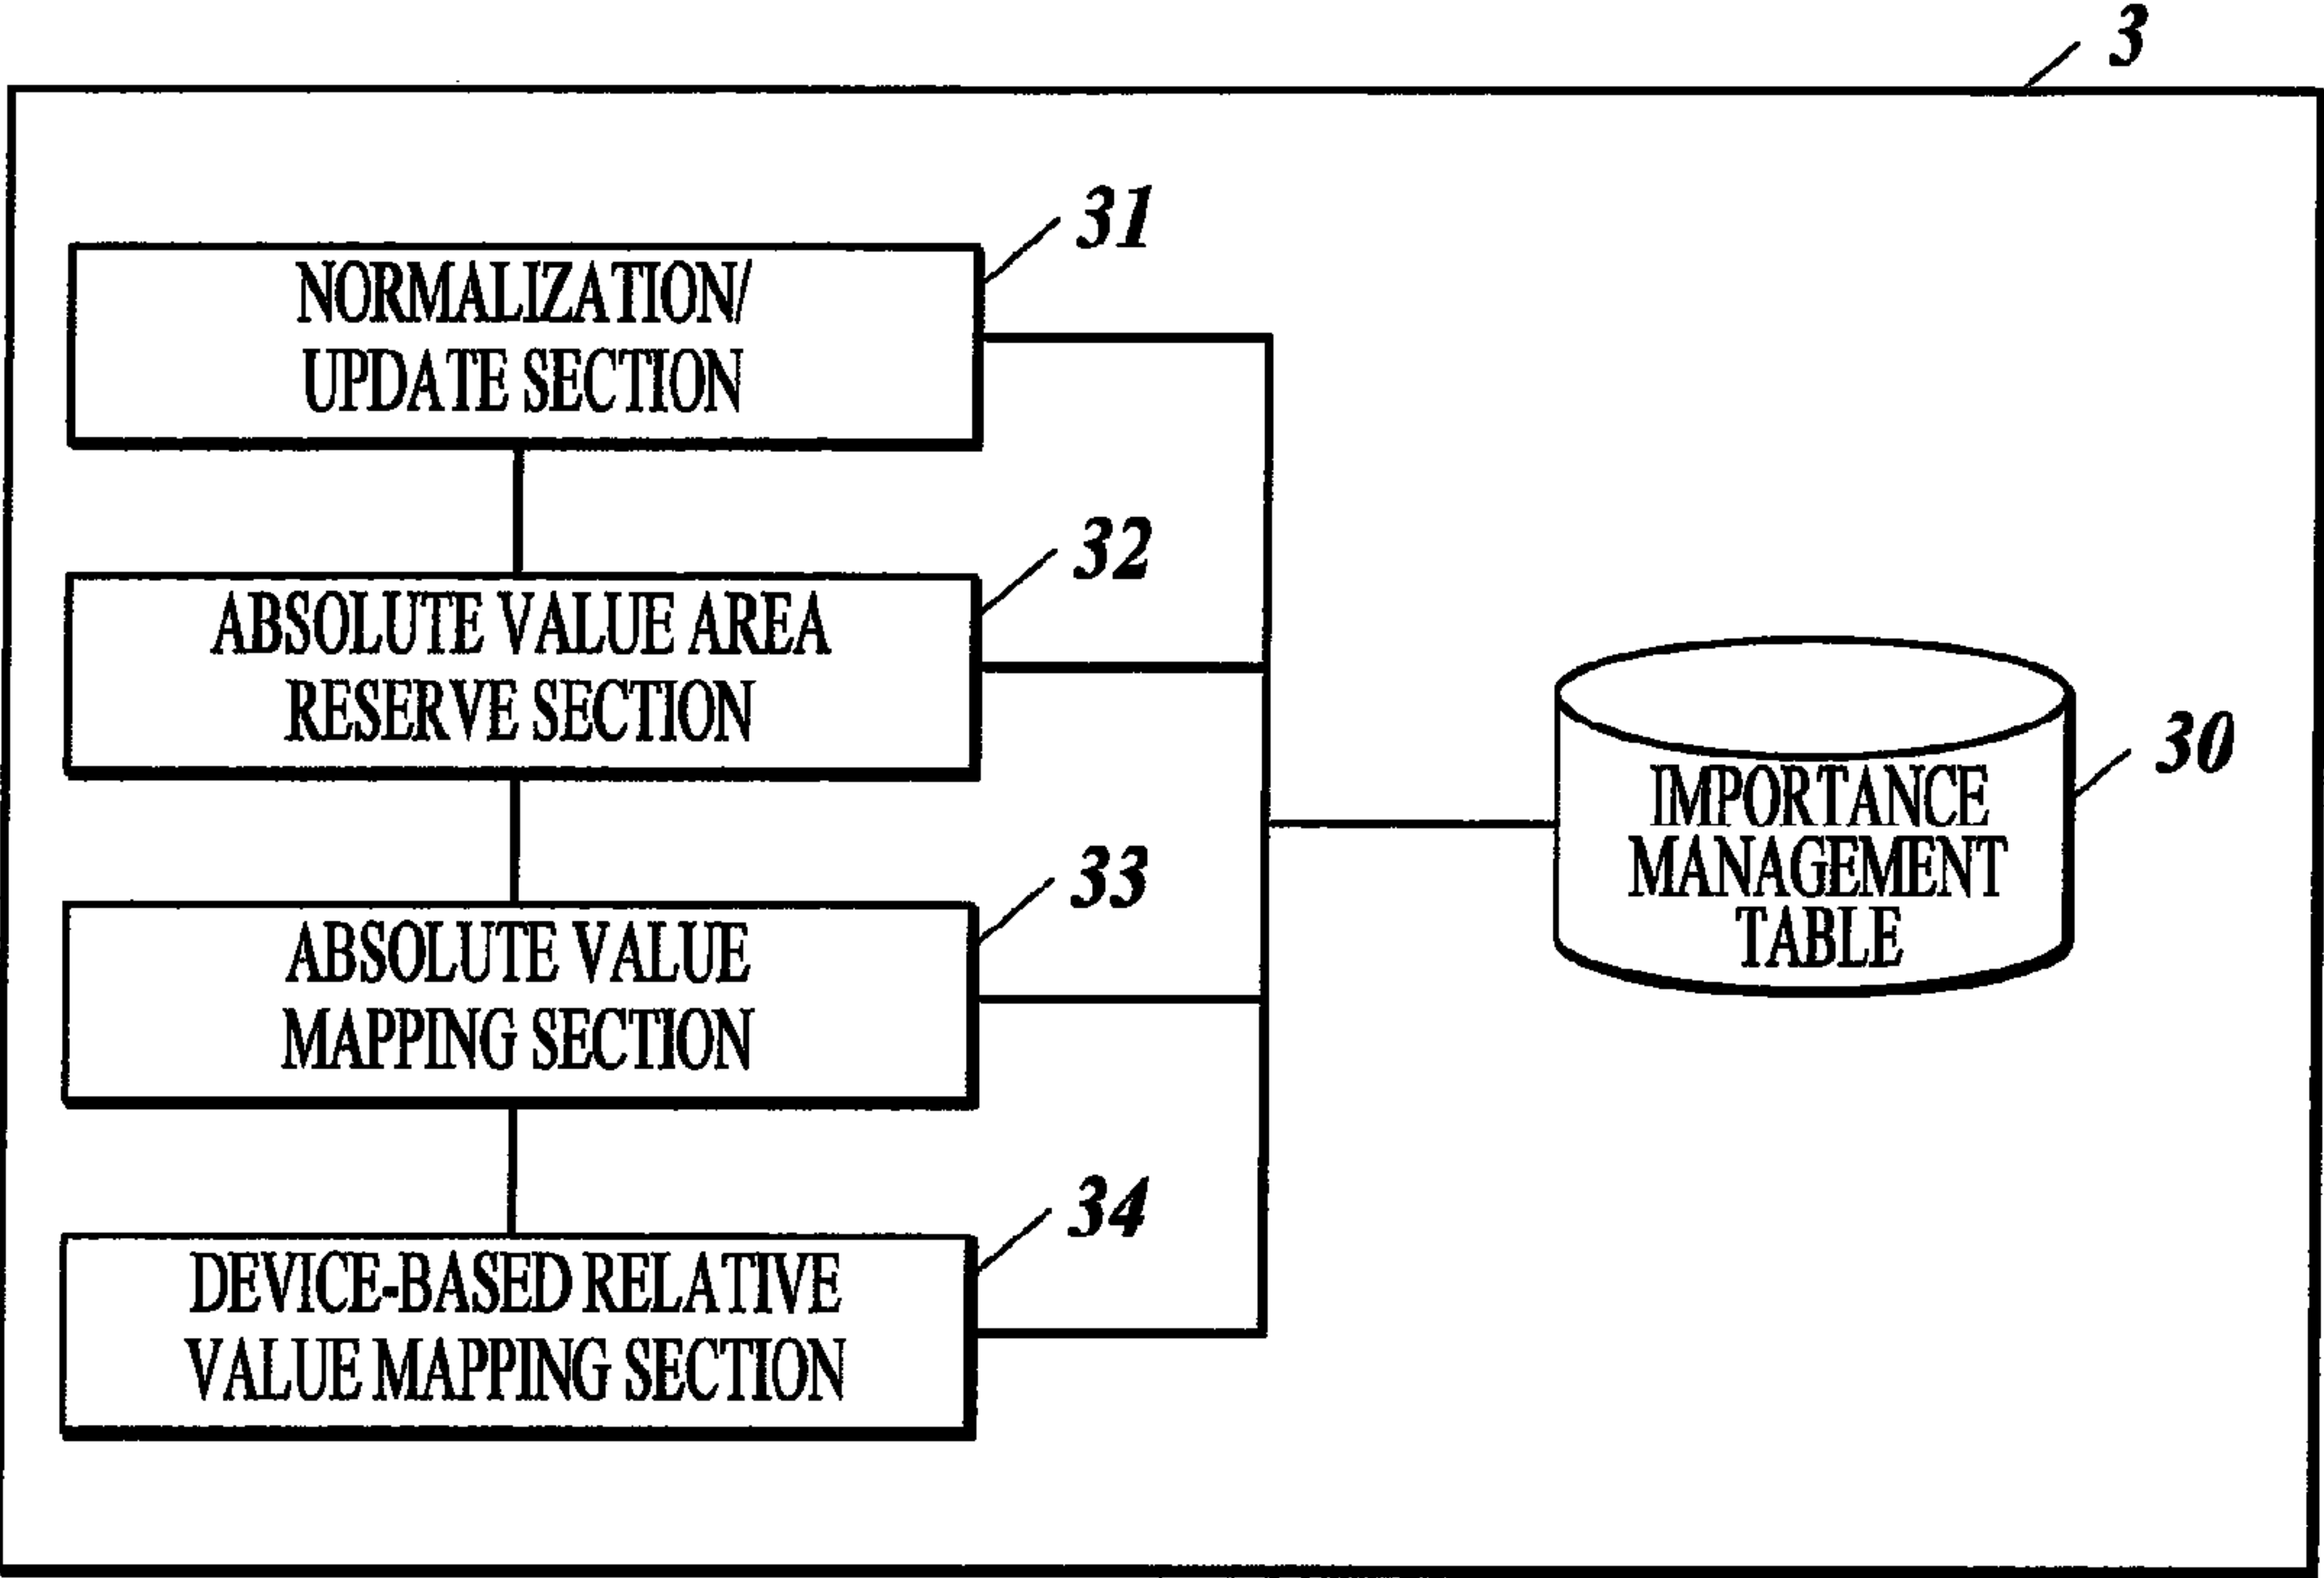 3
31
NORMALIZATION/
UPDATE SECTION
32
ABSOLUTE VALUE AREA
RESERVE SECTION
33
ABSOLUTE VALUE
MAPPING SECTION
34
DEVICE-BASED RELATIVE
VALUE MAPPING SECTION
30
IMPORTANCE
MANAGEMENT
TABLE